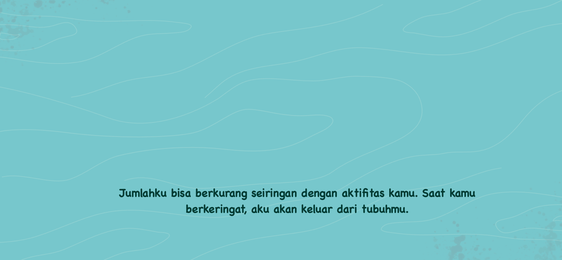 Jumlahku bisa berkurang seiringan dengan aktifitas kamu. Saat kamu
berkeringat, aku akan keluar dari tubuhmu.